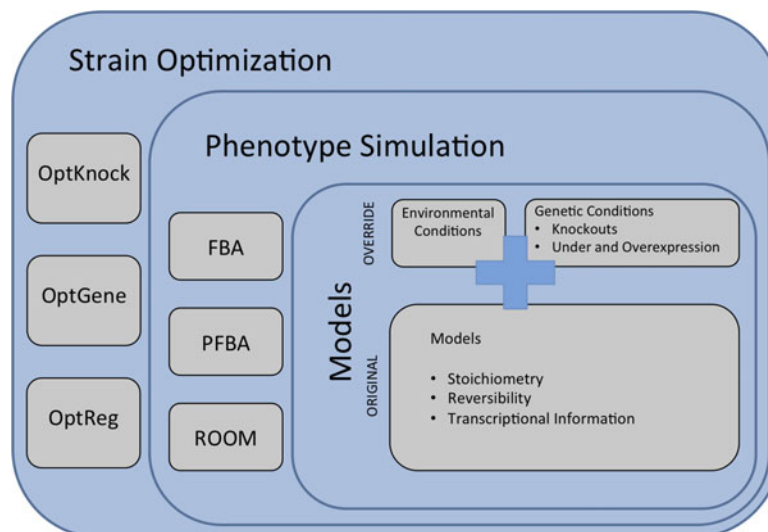 Strain Optimization
OptKnock
OptGene
OptReg
Phenotype Simulation
FBA
PFBA
ROOM
Models
OVERRIDE
ORIGINAL
Environmental
Conditions
Genetic Conditions
• Knockouts
• Under and Overexpression
Models
• Stoichiometry
• Reversibility
• Transcriptional Information